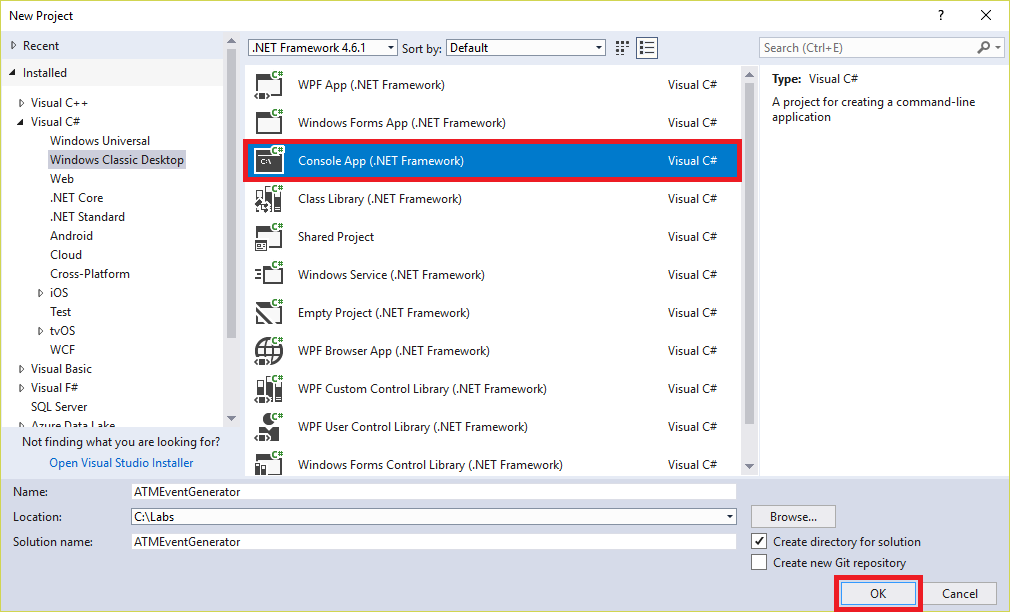 New Project
?
Recent
.NET Framework 4.6.1
Sort by:
Default
Search (Ctrl+E)
Installed
Visual C++
Visual C#
Windows Universal
Windows Classic Desktop
Web
.NET Core
.NET Standard
Android
Cloud
Cross-Platform
iOS
Test
tvOS
WCF
Visual Basic
Visual F#
SQL Server
Azure Data Lake
Not finding what you are looking for?
Open Visual Studio Installer
C# WPF App (.NET Framework) Visual C#
C# Windows Forms App (.NET Framework) Visual C#
C# C:\ Console App (.NET Framework) Visual C#
C# Class Library (.NET Framework) Visual C#
C# Shared Project Visual C#
C# Windows Service (.NET Framework) Visual C#
C# Empty Project (.NET Framework) Visual C#
C# WPF Browser App (.NET Framework) Visual C#
C# WPF Custom Control Library (.NET Framework) Visual C#
C# WPF User Control Library (.NET Framework) Visual C#
C# Windows Forms Control Library (.NET Framework) Visual C#
Type: Visual C#
A project for creating a command-line
application
Name: ATMEventGenerator
Location: C:\Labs
Browse...
Solution name: ATMEventGenerator
Create directory for solution
Create new Git repository
OK
Cancel